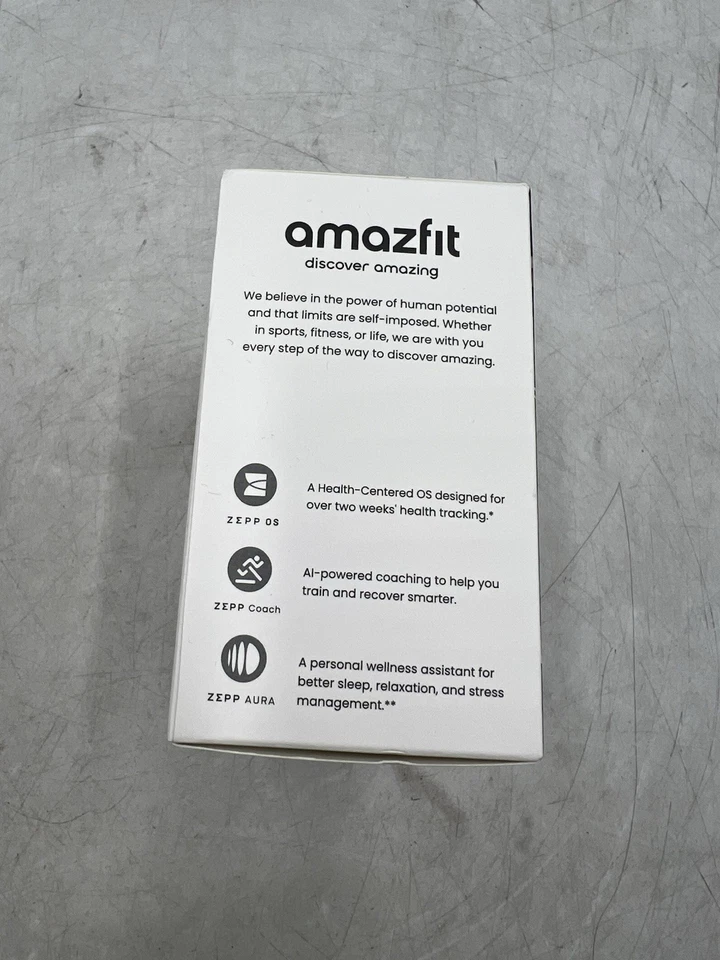 amazfit
discover amazing
We believe in the power of human potential
and that limits are self-imposed. Whether
in sports, fitness, or life, we are with you
every step of the way to discover amazing.
ZΣPP OS
A Health-Centered OS designed for
over two weeks' health tracking.*
ZΣPP Coach
AI-powered coaching to help you
train and recover smarter.
ZΣPP AURA
A personal wellness assistant for
better sleep, relaxation, and stress
management.**